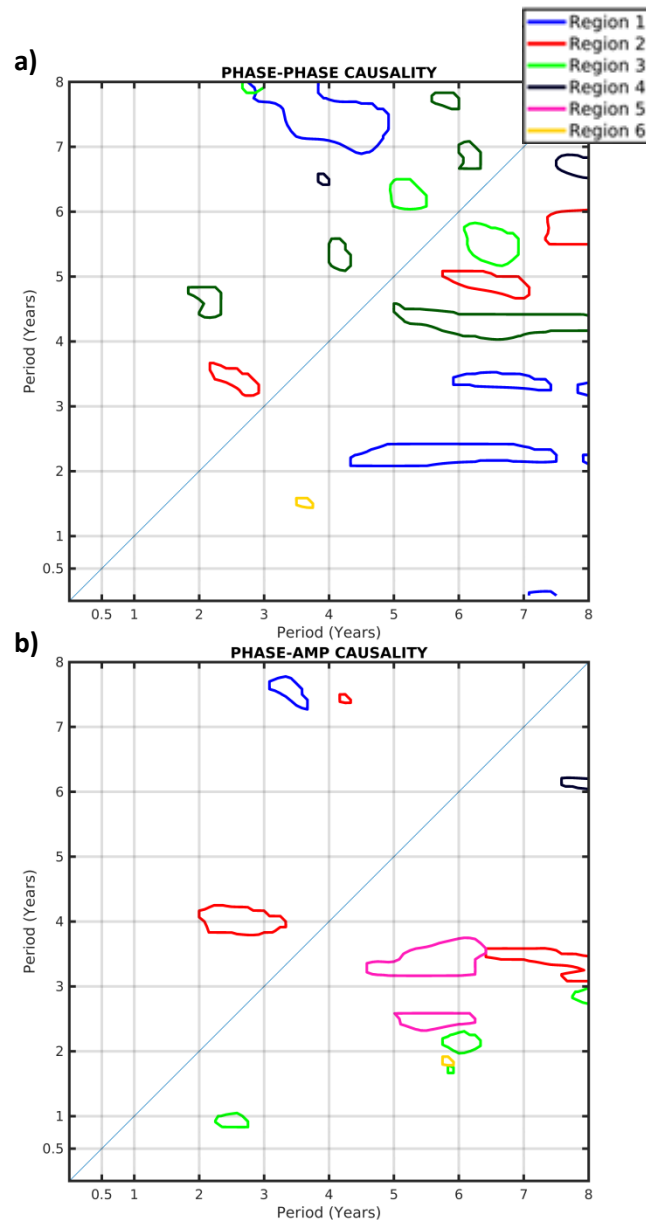 Region 1
Region 2
Region 3
Region 4
Region 5
Region 6
a)
PHASE-PHASE CAUSALITY
8
7
6
5
4
3
2
1
0.5
Period (Years)
0.5 1 2 3 4 5 6 7 8
Period (Years)
b)
PHASE-AMP CAUSALITY
8
7
6
5
4
3
2
1
0.5
Period (Years)
0.5 1 2 3 4 5 6 7 8
Period (Years)